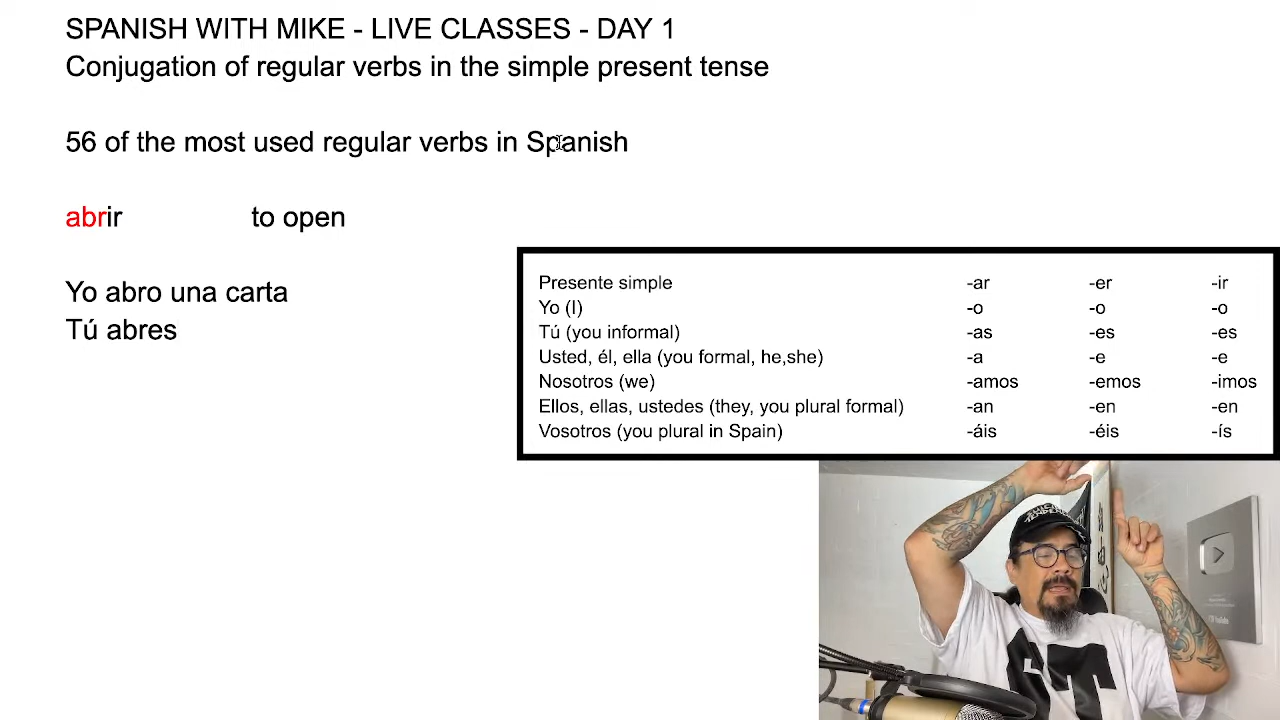 SPANISH WITH MIKE - LIVE CLASSES - DAY 1
Conjugation of regular verbs in the simple present tense
56 of the most used regular verbs in Spanish
abrir to open
Yo abro una carta
Tú abres
Presente simple -ar -er -ir
Yo (I) -o -o -o
Tú (you informal) -as -es -es
Usted, él, ella (you formal, he,she) -a -e -e
Nosotros (we) -amos -emos -imos
Ellos, ellas, ustedes (they, you plural formal) -an -en -en
Vosotros (you plural in Spain) -áis -éis -ís